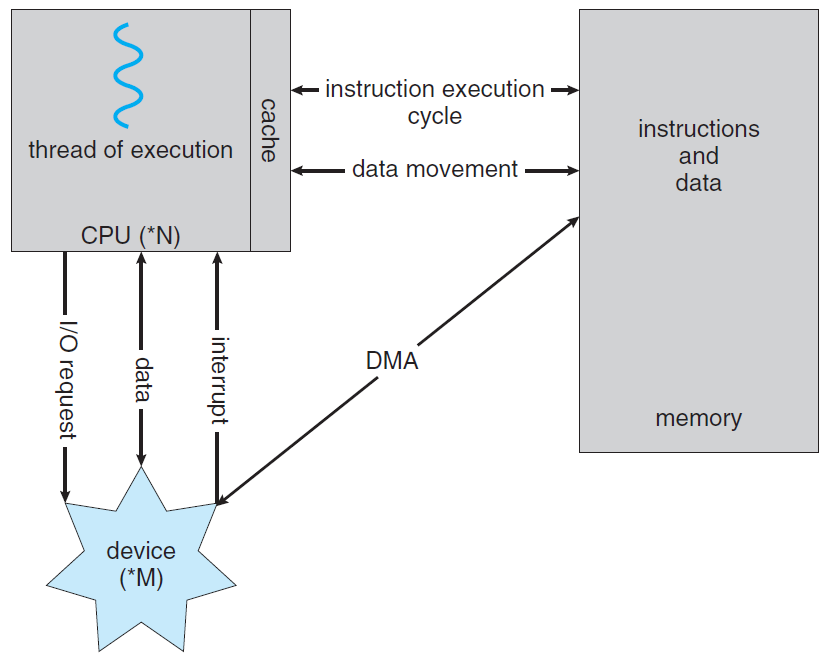 thread of execution
cache
CPU (*N)
instruction execution
cycle
data movement
instructions
and
data
memory
I/O request
data
interrupt
DMA
device
(*M)